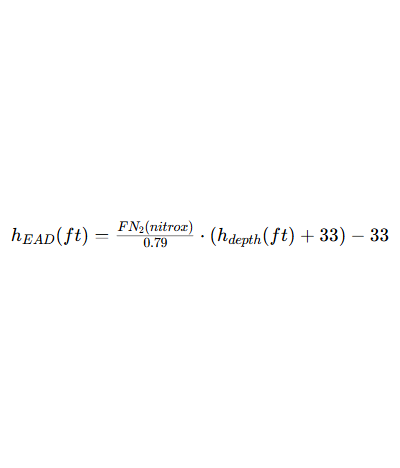 h_{EAD}(ft) = \frac{FN_2(nitrox)}{0.79} \cdot (h_{depth}(ft) + 33) − 33